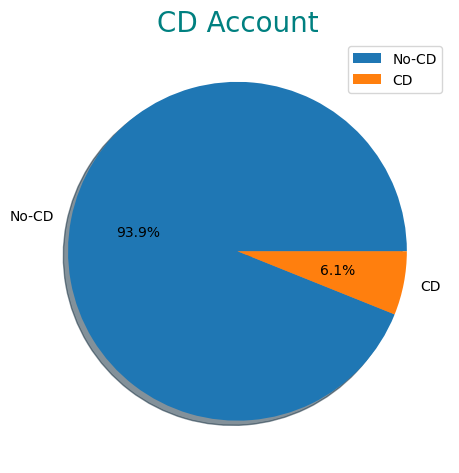 CD Account
No-CD
CD
No-CD
93.9%
6.1%
CD